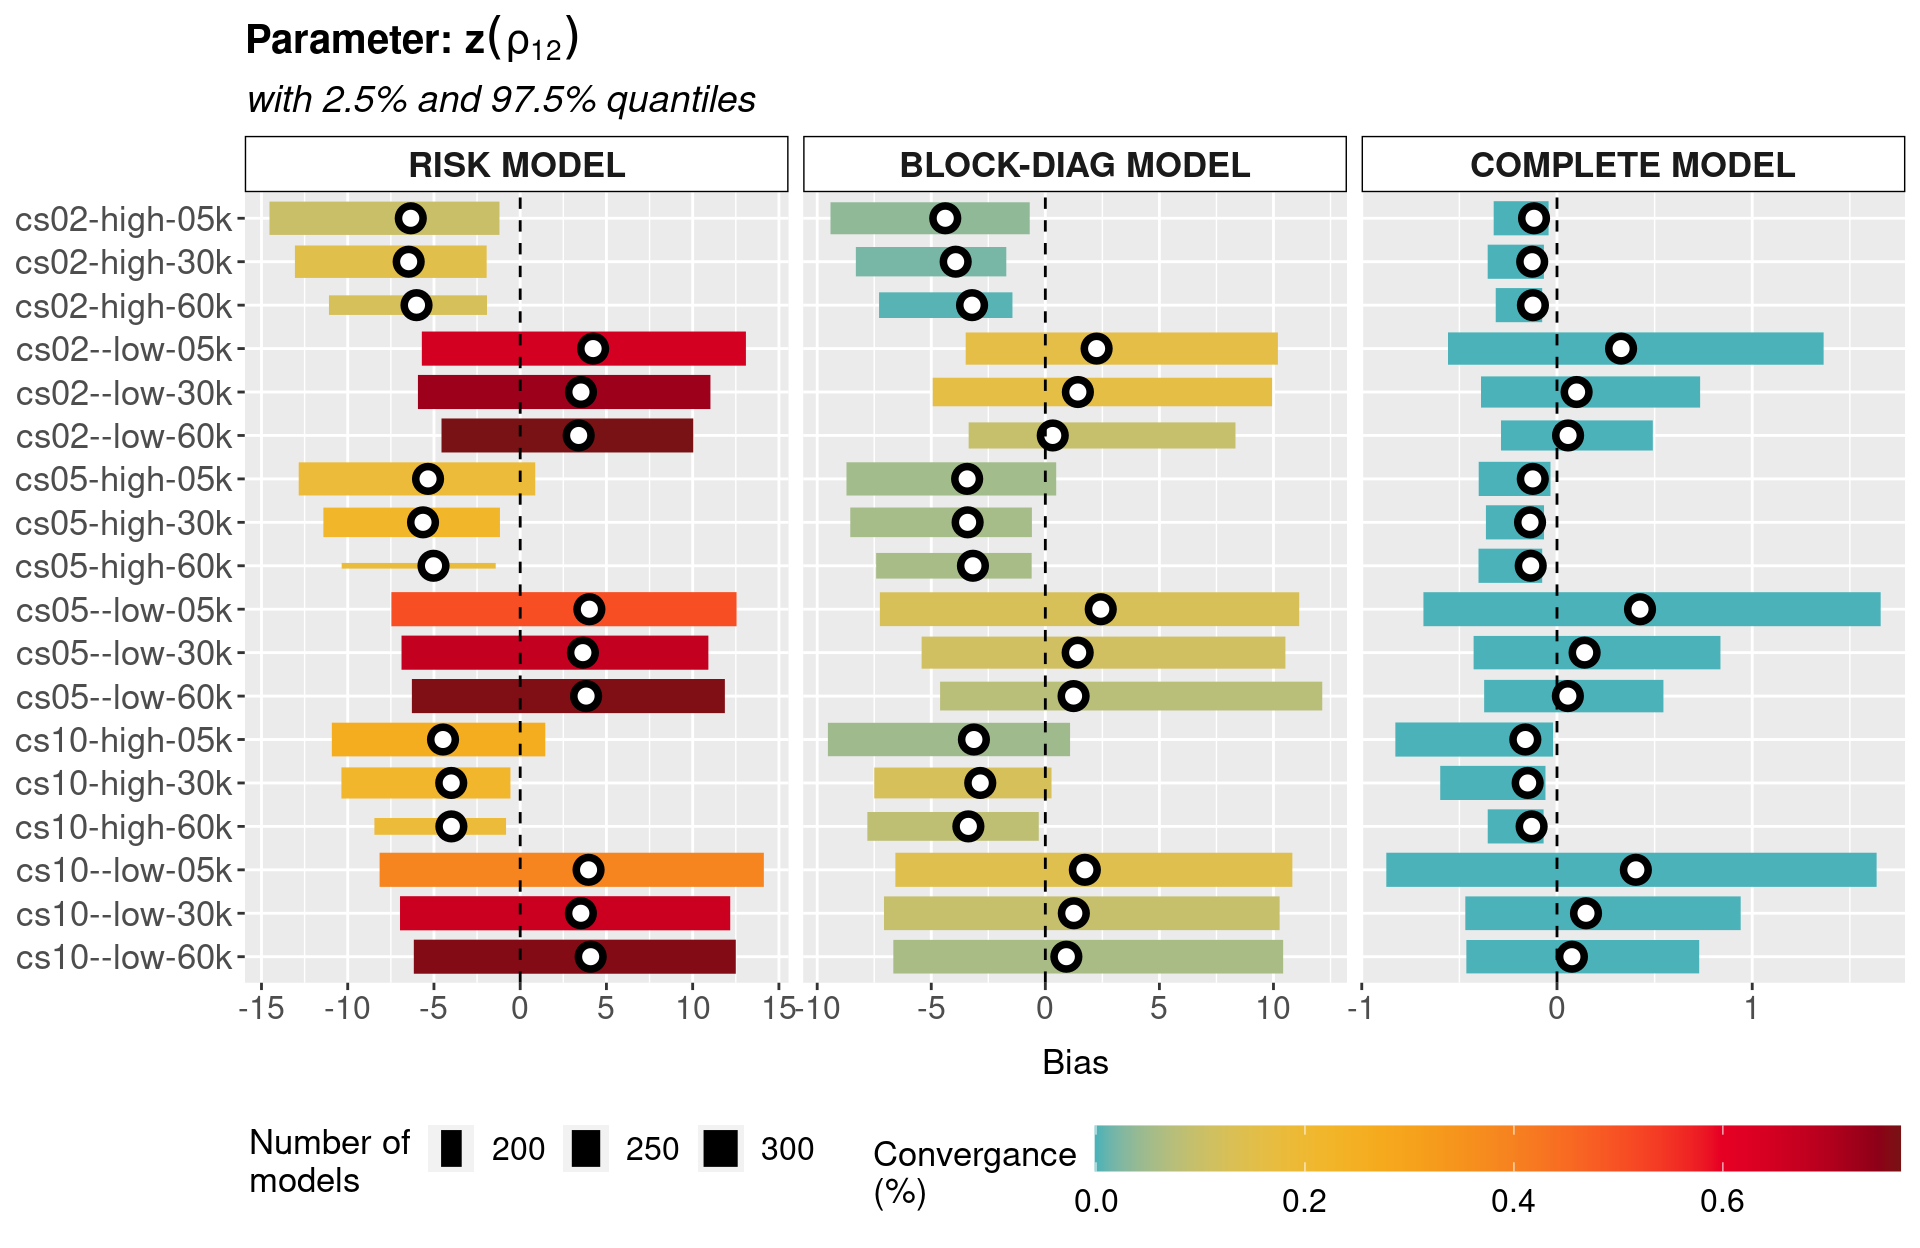 Parameter: z(ρ12)
with 2.5% and 97.5% quantiles
RISK MODEL BLOCK-DIAG MODEL COMPLETE MODEL
cs02-high-05k
cs02-high-30k
cs02-high-60k
cs02--low-05k
cs02--low-30k
cs02--low-60k
cs05-high-05k
cs05-high-30k
cs05-high-60k
cs05--low-05k
cs05--low-30k
cs05--low-60k
cs10-high-05k
cs10-high-30k
cs10-high-60k
cs10--low-05k
cs10--low-30k
cs10--low-60k
-15 -10 -5 0 5 10 15 -10 -5 0 5 10 -1 0 1
Bias
Number of
models
200 250 300
Convergance
(%)
0.0 0.2 0.4 0.6